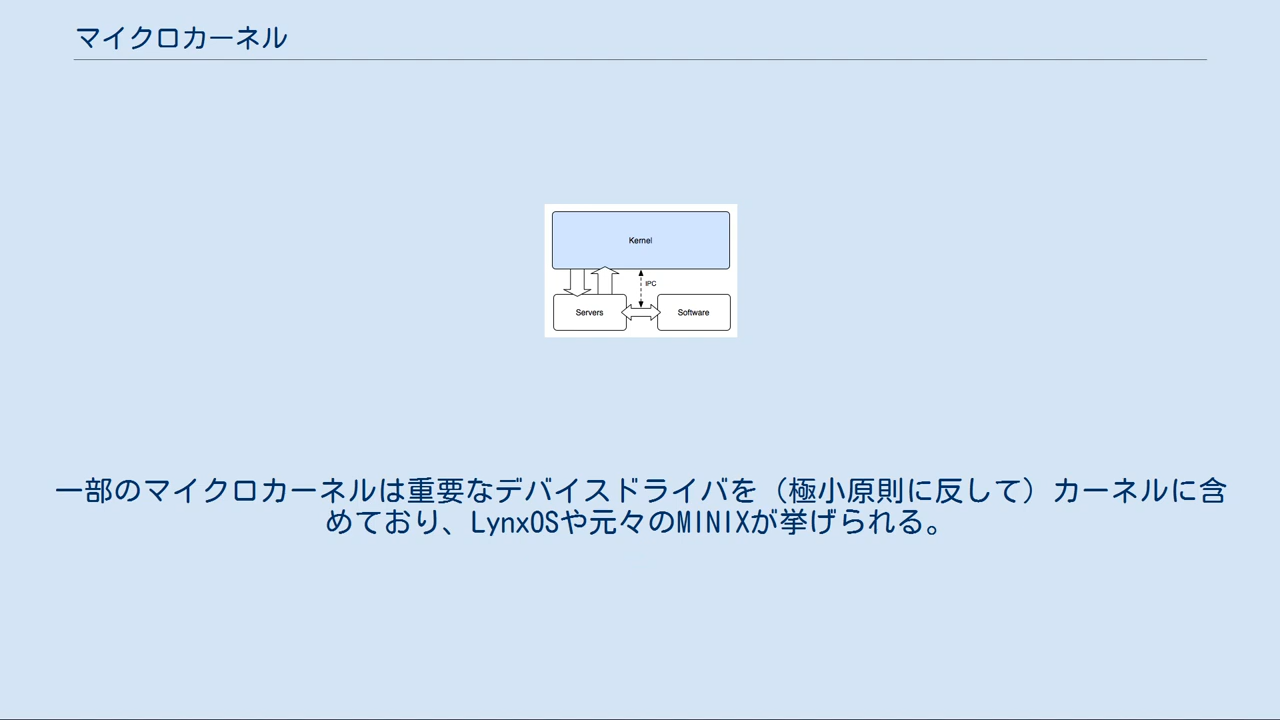 マイクロカーネル
Kernel
IPC
Servers
Software
一部のマイクロカーネルは重要なデバイスドライバを（極小原則に反して）カーネルに含
めており、LynxOSや元々のMINIXが挙げられる。